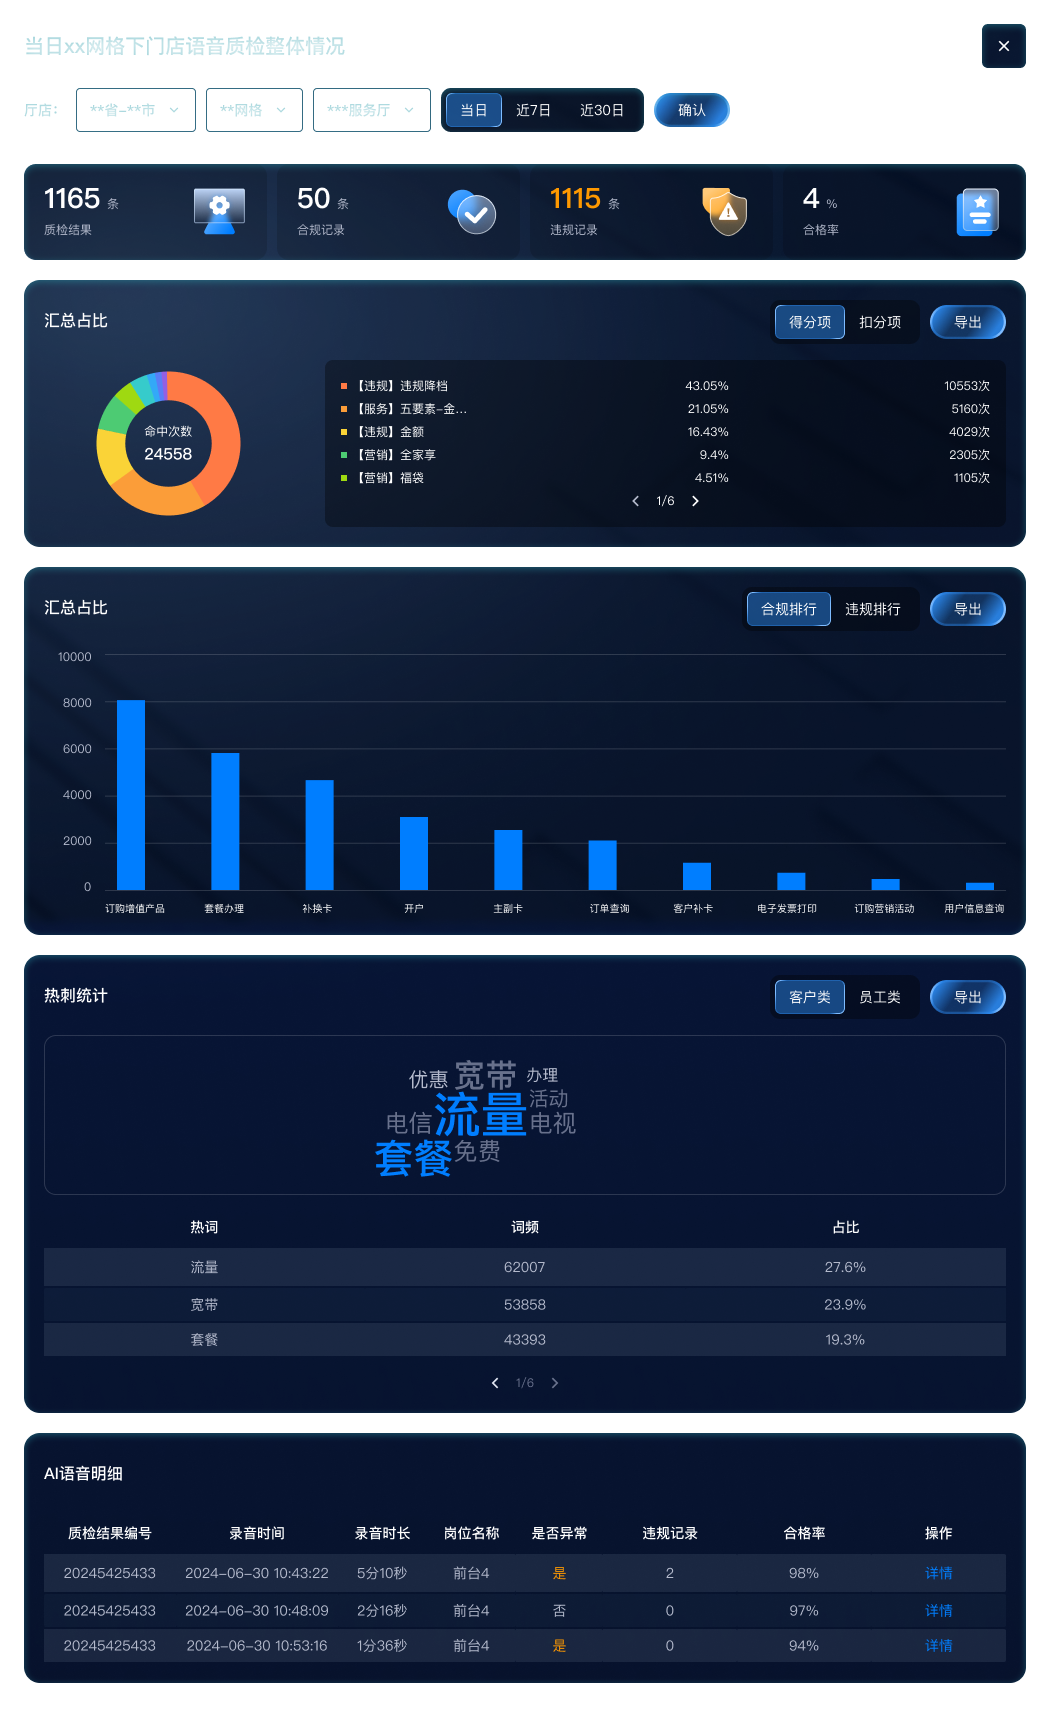 当日xx网格下门店语音质检整体情况
厅店: **省-**市 **网格 ***服务厅 当日 近7日 近30日 确认
1165 条 50 条 1115 条 4 %
质检结果 合规记录 违规记录 合格率
汇总占比 得分项 扣分项 导出
命中次数
24558
【违规】违规降档 43.05% 10553次
【服务】五要素-金... 21.05% 5160次
【违规】金额 16.43% 4029次
【营销】全家享 9.4% 2305次
【营销】福袋 4.51% 1105次
1/6
汇总占比 合规排行 违规排行 导出
10000
8000
6000
4000
2000
0
订购增值产品 套餐办理 补换卡 开户 主副卡 订单查询 客户补卡 电子发票打印 订购营销活动 用户信息查询
热刺统计 客户类 员工类 导出
优惠 宽带 办理
活动
电信 流量 电视
套餐 免费
热词 词频 占比
流量 62007 27.6%
宽带 53858 23.9%
套餐 43393 19.3%
1/6
AI语音明细
质检结果编号 录音时间 录音时长 岗位名称 是否异常 违规记录 合格率 操作
20245425433 2024-06-30 10:43:22 5分10秒 前台4 是 2 98% 详情
20245425433 2024-06-30 10:48:09 2分16秒 前台4 否 0 97% 详情
20245425433 2024-06-30 10:53:16 1分36秒 前台4 是 0 94% 详情